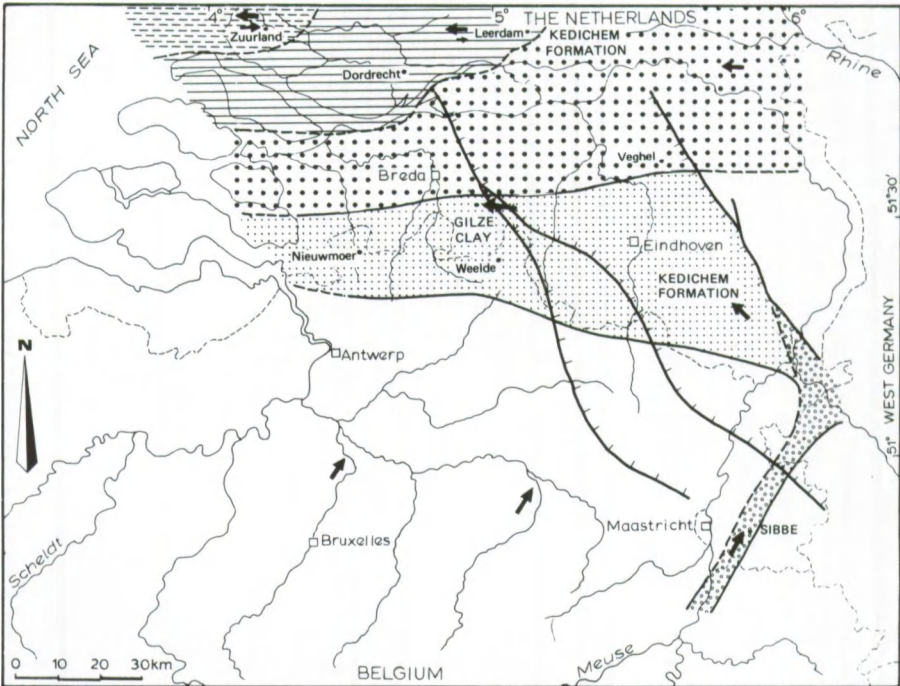 4°
5°
THE NETHERLANDS
6°
Zuurland
Leerdam
KEDICHEM
FORMATION
NORTH SEA
Dordrecht
Rhine
Veghel
Breda
51°30'
GILZE
CLAY
Eindhoven
Nieuwmoer
Weelde
KEDICHEM
FORMATION
N
Antwerp
WEST GERMANY
51°
Maastricht
SIBBE
Bruxelles
Scheldt
0 10 20 30km
BELGIUM
Meuse